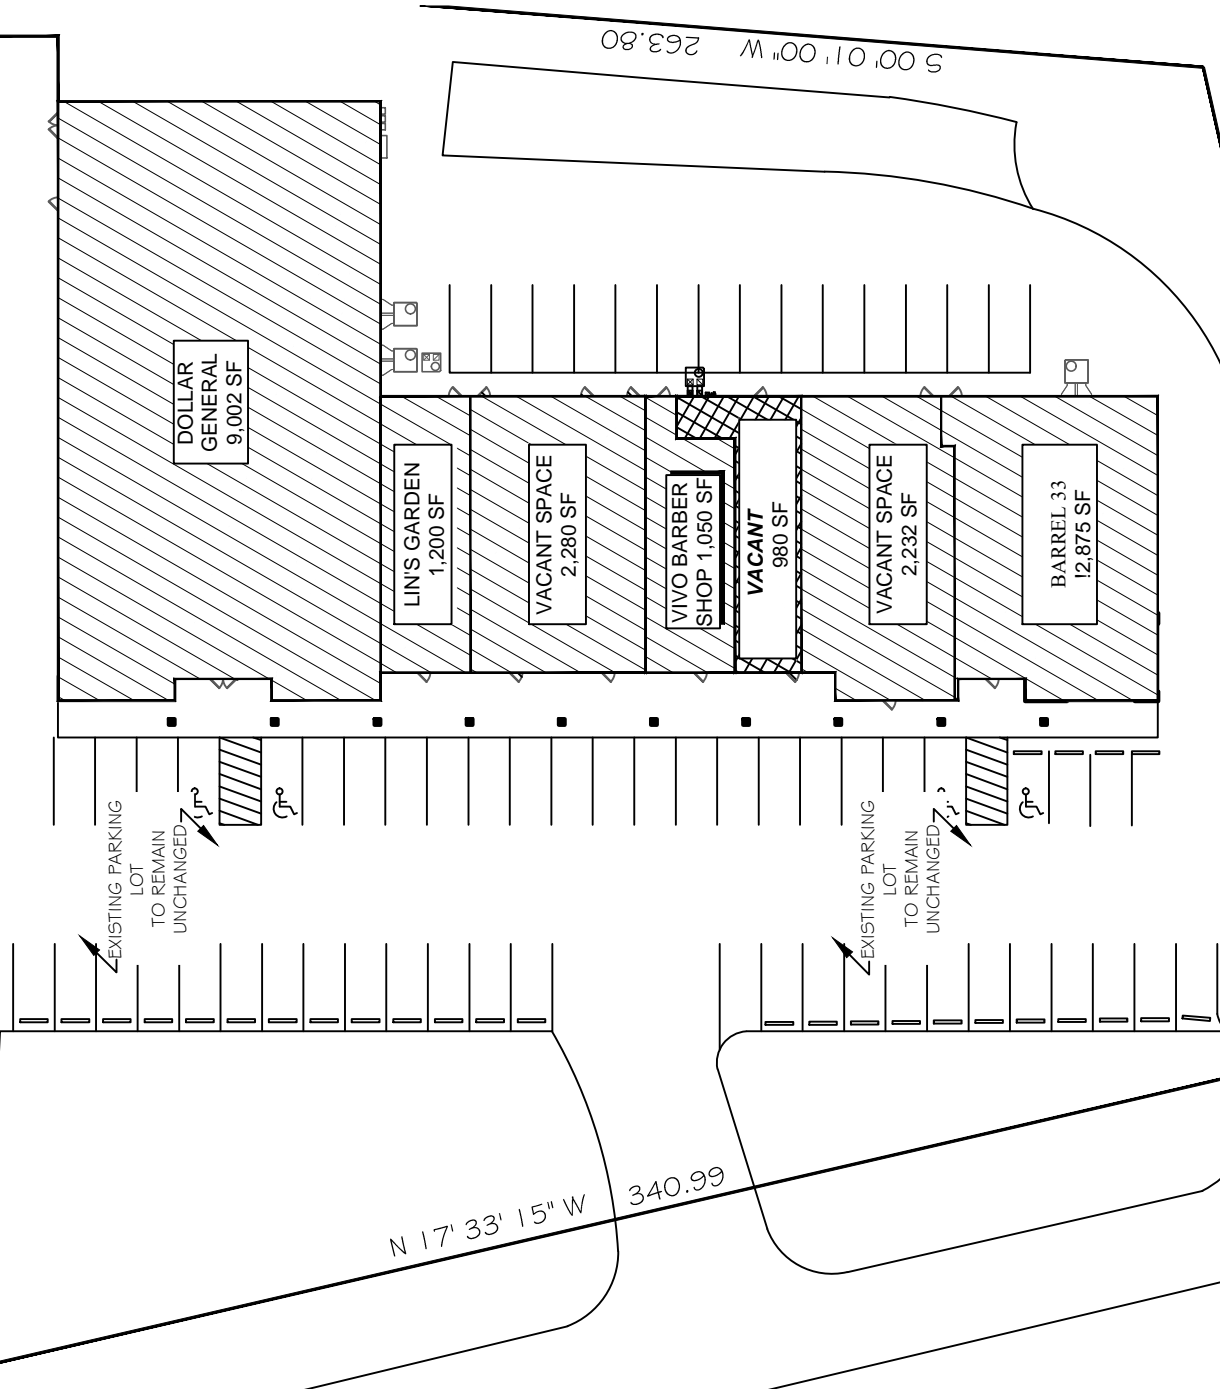 S 00' 01' 00" W 263.80
DOLLAR
GENERAL
9,002 SF
LIN'S GARDEN
1,200 SF
VACANT SPACE
2,280 SF
VIVO BARBER
SHOP 1,050 SF
VACANT
980 SF
VACANT SPACE
2,232 SF
BARREL 33
!2,875 SF
EXISTING PARKING
LOT
TO REMAIN
UNCHANGED
EXISTING PARKING
LOT
TO REMAIN
UNCHANGED
N 17' 33' 15" W 340.99